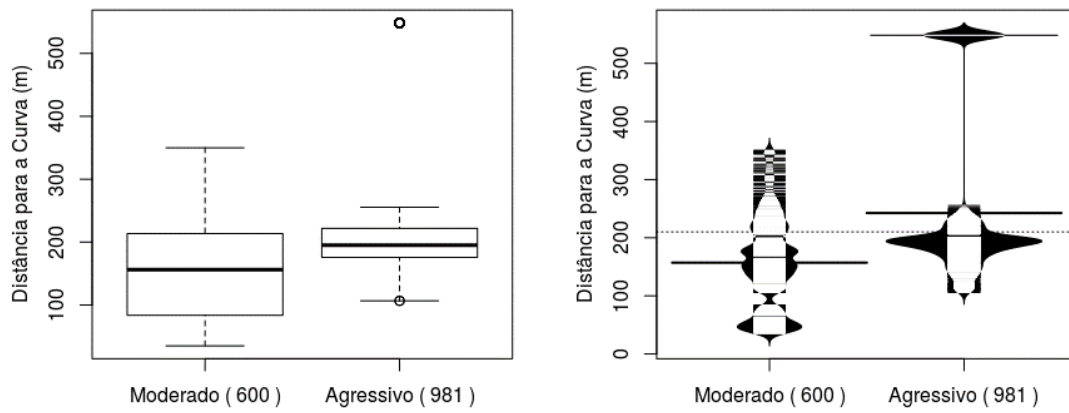 Distância para a Curva (m)
500
400
300
200
100
Moderado ( 600 )
Agressivo ( 981 )
Distância para a Curva (m)
500
400
300
200
100
0
Moderado ( 600 )
Agressivo ( 981 )